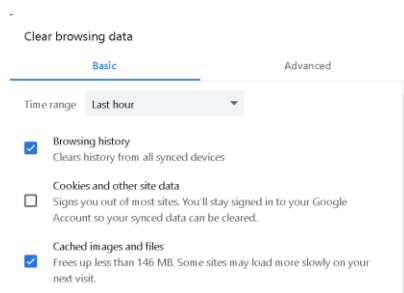 Clear browsing data
Basic Advanced
Time range Last hour
Browsing history
Clears history from all synced devices
Cookies and other site data
Signs you out of most sites. You'll stay signed in to your Google
Account so your synced data can be cleared.
Cached images and files
Frees up less than 146 MB. Some sites may load more slowly on your
next visit.